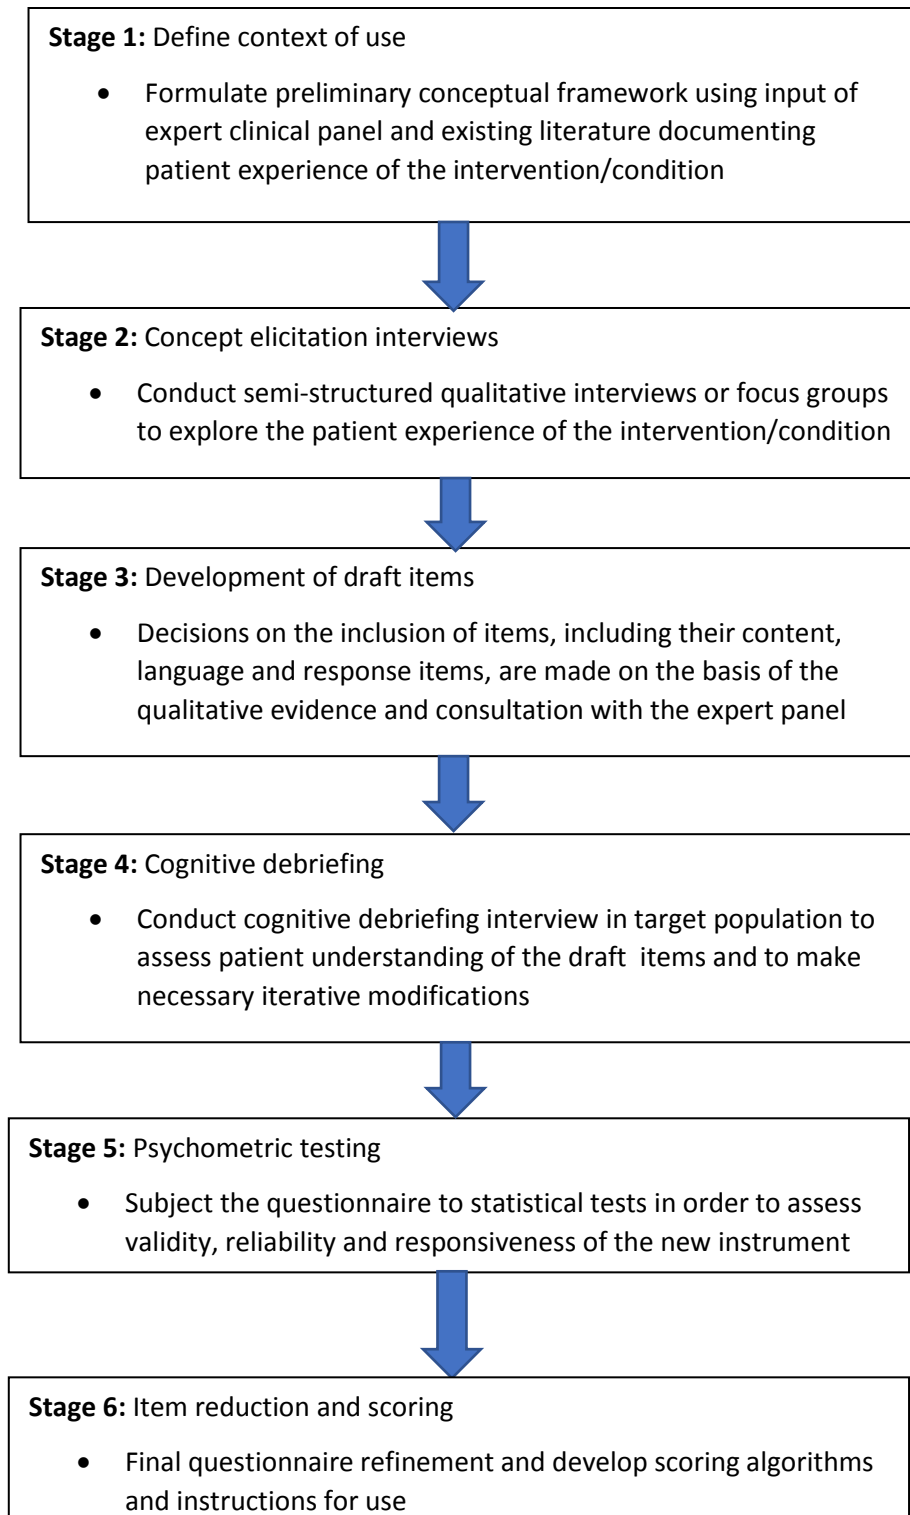 Stage 1: Define context of use
• Formulate preliminary conceptual framework using input of
expert clinical panel and existing literature documenting
patient experience of the intervention/condition
Stage 2: Concept elicitation interviews
• Conduct semi-structured qualitative interviews or focus groups
to explore the patient experience of the intervention/condition
Stage 3: Development of draft items
• Decisions on the inclusion of items, including their content,
language and response items, are made on the basis of the
qualitative evidence and consultation with the expert panel
Stage 4: Cognitive debriefing
• Conduct cognitive debriefing interview in target population to
assess patient understanding of the draft items and to make
necessary iterative modifications
Stage 5: Psychometric testing
• Subject the questionnaire to statistical tests in order to assess
validity, reliability and responsiveness of the new instrument
Stage 6: Item reduction and scoring
• Final questionnaire refinement and develop scoring algorithms
and instructions for use